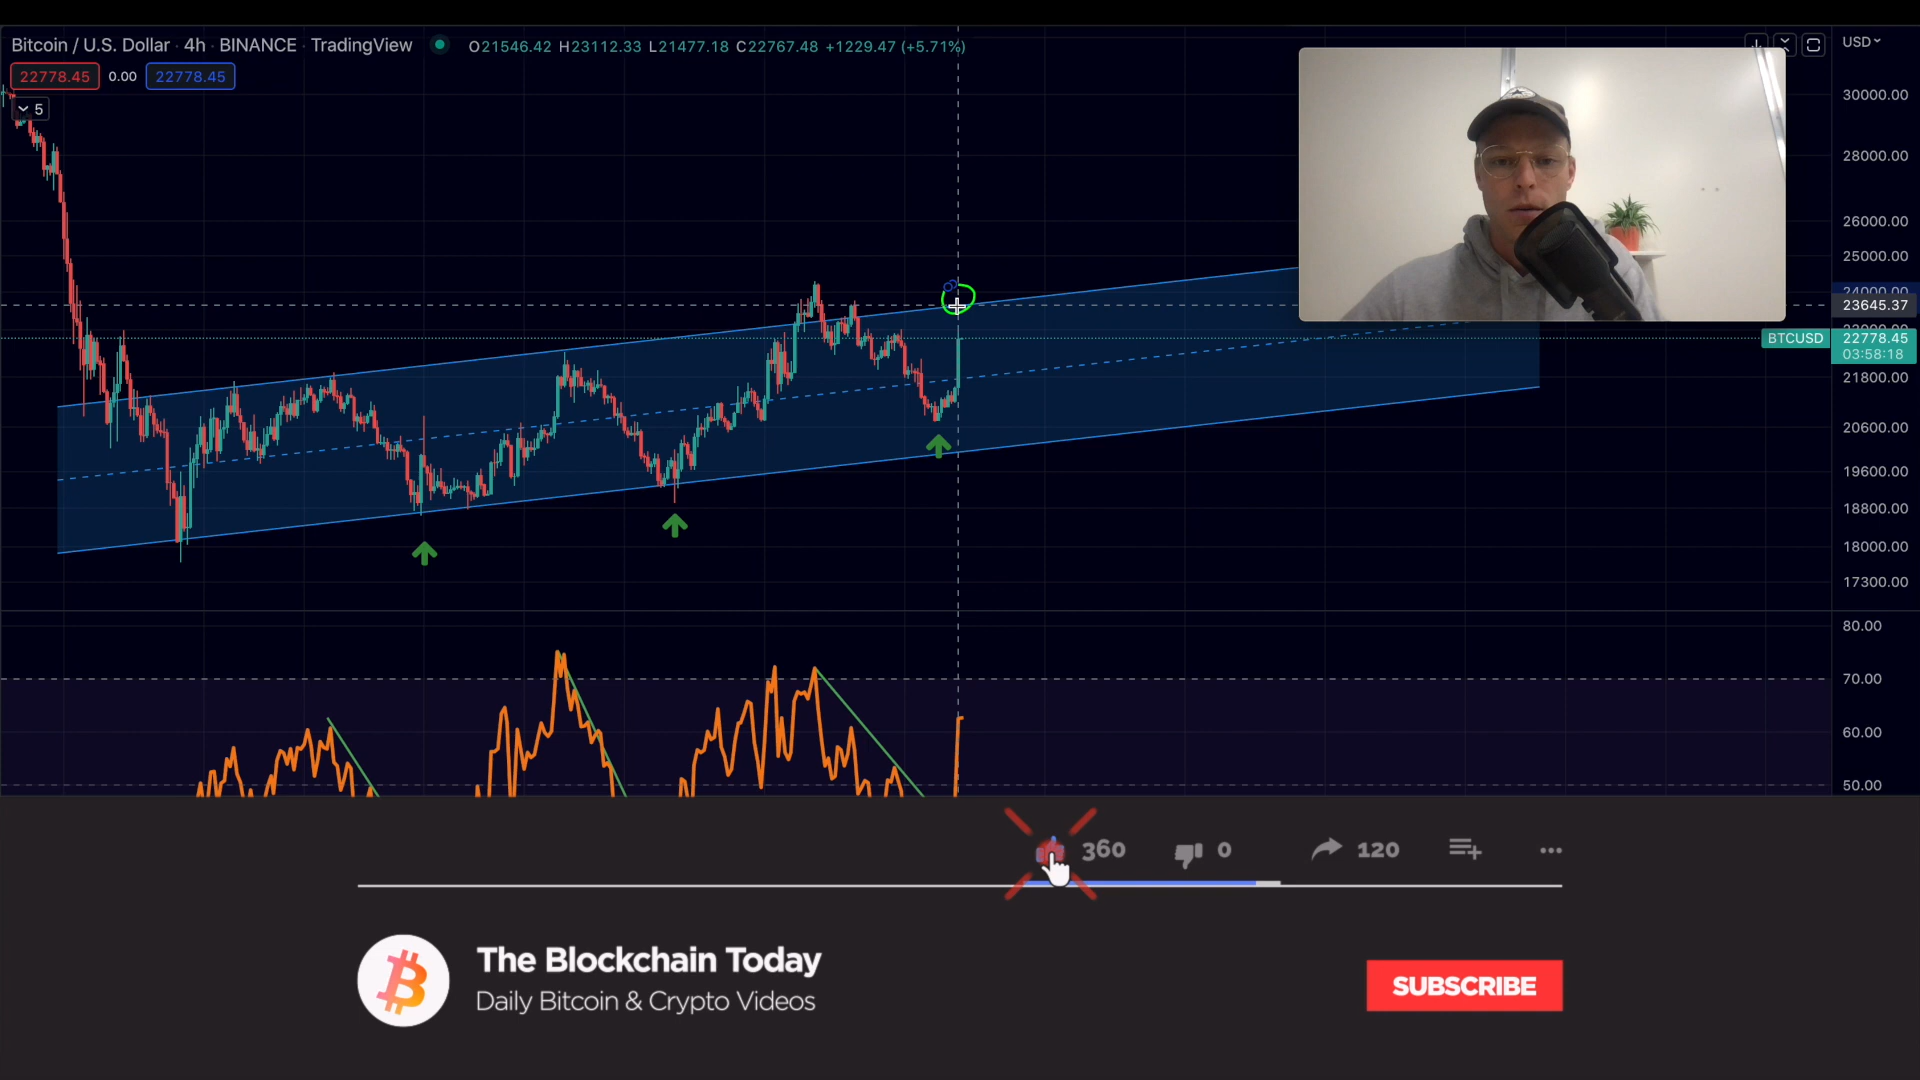 Bitcoin / U.S. Dollar · 4h · BINANCE · TradingView O21546.42 H23112.33 L21477.18 C22767.48 +1229.47 (+5.71%)
USD
22778.45 0.00 22778.45
5
30000.00
28000.00
26000.00
25000.00
24000.00
23645.37
BTCUSD 22778.45
03:58:18
21800.00
20600.00
19600.00
18800.00
18000.00
17300.00
80.00
70.00
60.00
50.00
360 0 120
The Blockchain Today
Daily Bitcoin & Crypto Videos
SUBSCRIBE